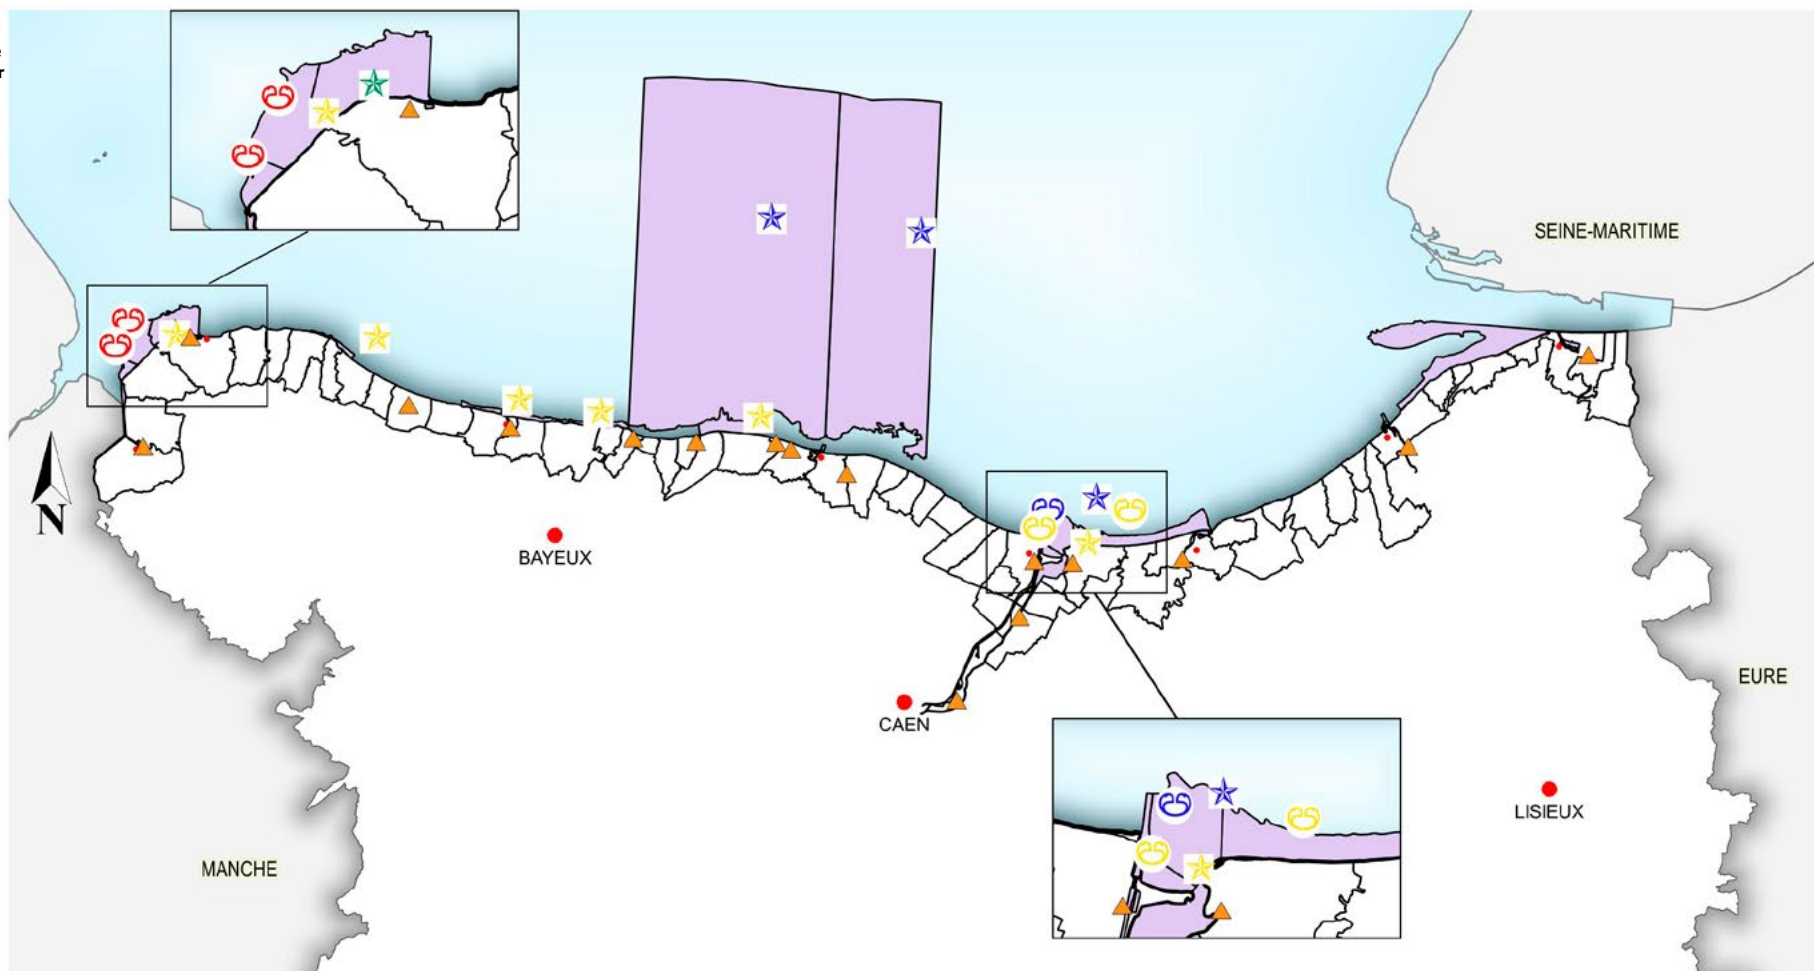 SEINE-MARITIME
N
BAYEUX
EURE
CAEN
LISIEUX
MANCHE